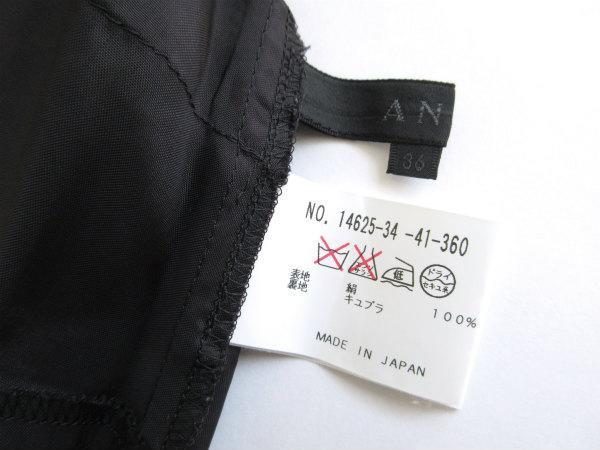 AN
36
NO. 14625-34 -41-360
低 ドライ セキユ系
表地 絹
裏地 キュプラ 100%
MADE IN JAPAN